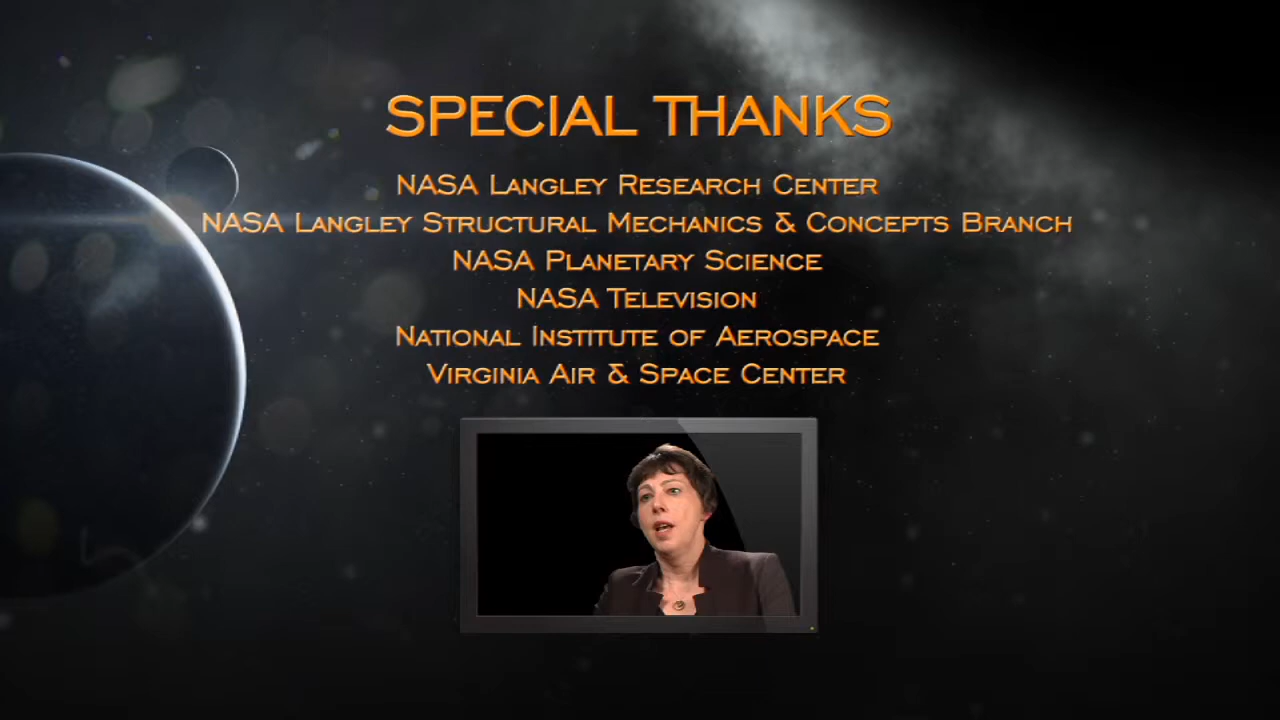 SPECIAL THANKS
NASA LANGLEY RESEARCH CENTER
NASA LANGLEY STRUCTURAL MECHANICS & CONCEPTS BRANCH
NASA PLANETARY SCIENCE
NASA TELEVISION
NATIONAL INSTITUTE OF AEROSPACE
VIRGINIA AIR & SPACE CENTER